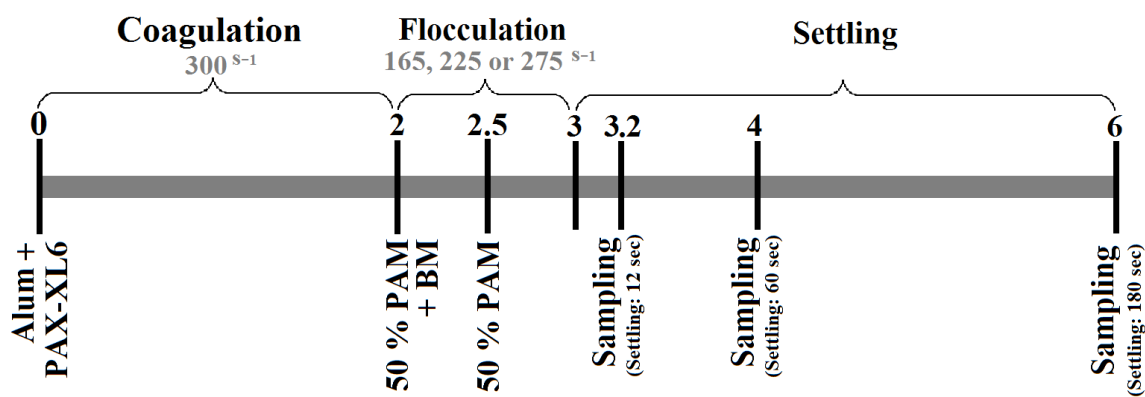 Coagulation
300 s−1
Flocculation
165, 225 or 275 s−1
Settling
0
2
2.5
3
3.2
4
6
Alum +
PAX-XL6
50 % PAM
+ BM
50 % PAM
Sampling
(Settling: 12 sec)
Sampling
(Settling: 60 sec)
Sampling
(Settling: 180 sec)